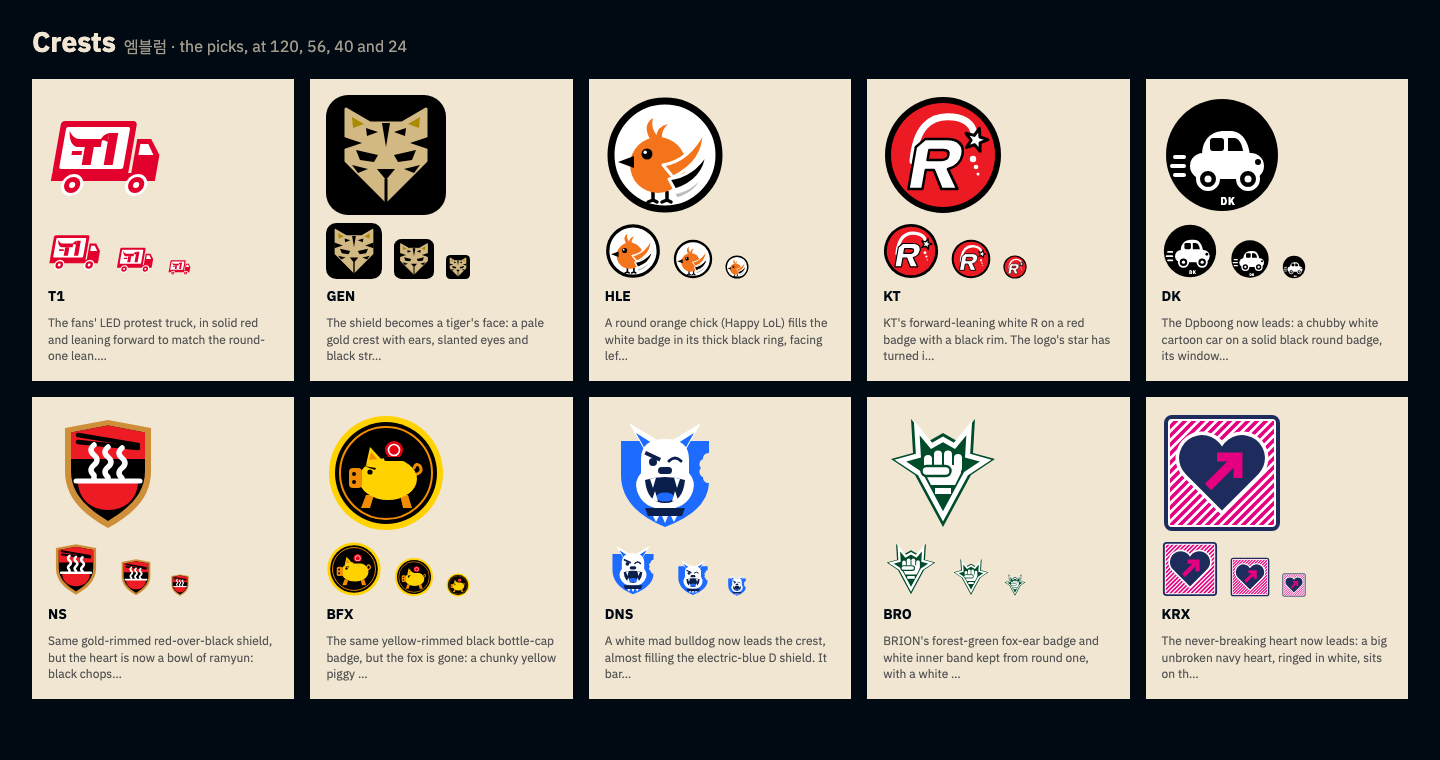 Crests 엠블럼 · the picks, at 120, 56, 40 and 24
T1
R
DK
T1
T1
T1
R
R
R
DK
DK
T1
GEN
HLE
KT
DK
The fans' LED protest truck, in solid red
and leaning forward to match the round-
one lean....
The shield becomes a tiger's face: a pale
gold crest with ears, slanted eyes and
black str...
A round orange chick (Happy LoL) fills the
white badge in its thick black ring, facing
lef...
KT's forward-leaning white R on a red
badge with a black rim. The logo's star has
turned i...
The Dpboong now leads: a chubby white
cartoon car on a solid black round badge,
its window...
NS
BFX
DNS
BRO
KRX
Same gold-rimmed red-over-black shield,
but the heart is now a bowl of ramyun:
black chops...
The same yellow-rimmed black bottle-cap
badge, but the fox is gone: a chunky yellow
piggy ...
A white mad bulldog now leads the crest,
almost filling the electric-blue D shield. It
bar...
BRION's forest-green fox-ear badge and
white inner band kept from round one,
with a white ...
The never-breaking heart now leads: a big
unbroken navy heart, ringed in white, sits
on th...